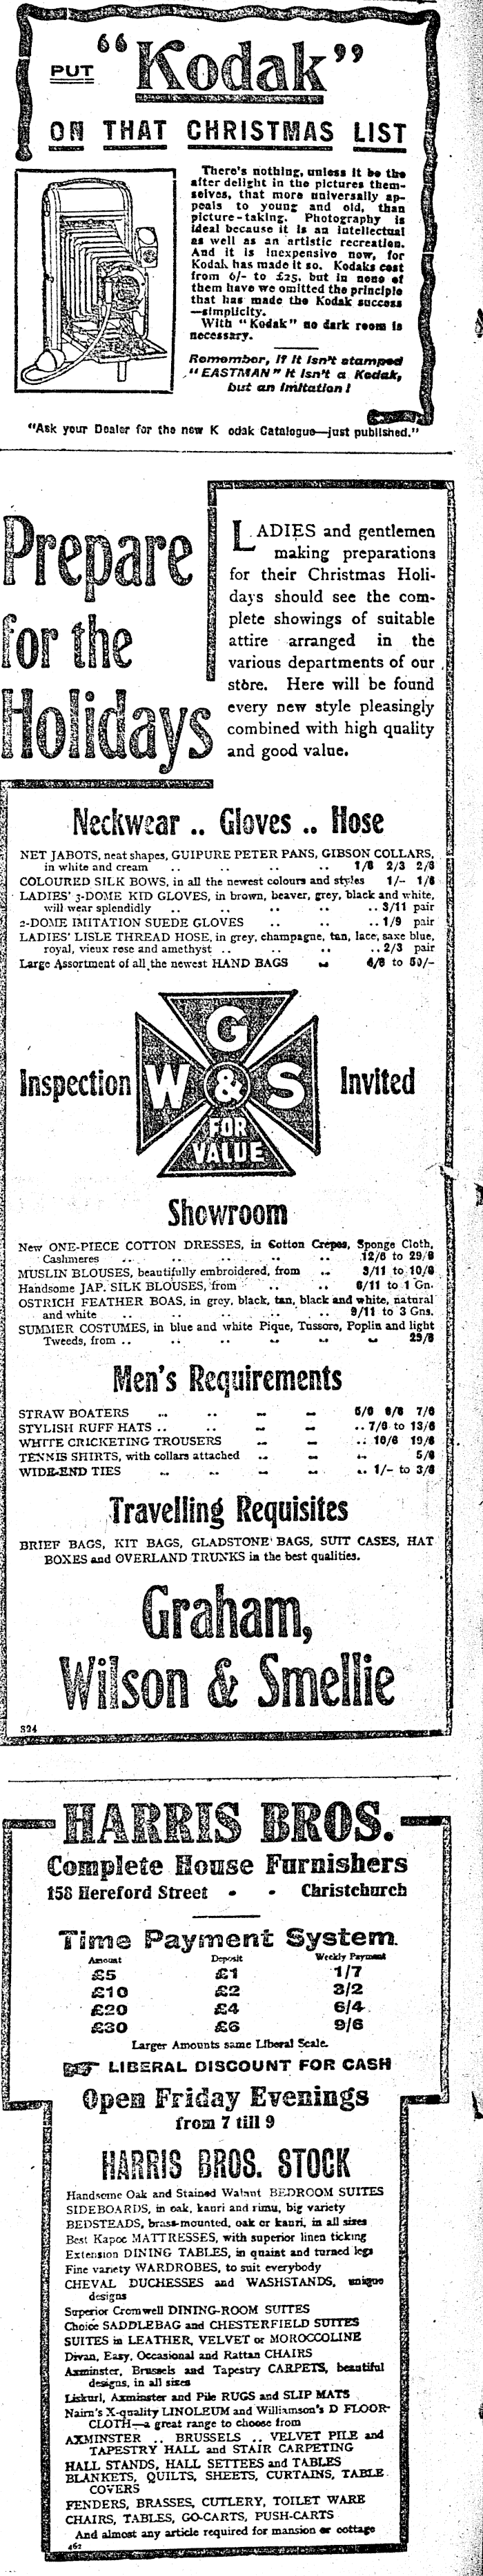 PUT "Kodak"
ON THAT CHRISTMAS LIST
There's nothing, unless it be the
after delight in the pictures them-
selves, that more universally ap-
peals to young and old, than
picture-taking. Photography is
ideal because it is an intellectual
as well as an artistic recreation.
And it is inexpensive now, for
Kodak has made it so. Kodaks cost
from 6/- to £25, but in none of
them have we omitted the principle
that has made the Kodak success
—simplicity.
With "Kodak" no dark room is
necessary.
Remember, if it isn't stamped
"EASTMAN" it isn't a Kodak,
but an imitation!
"Ask your Dealer for the new K odak Catalogue—just published."
Prepare
for the
Holidays
LADIES and gentlemen
making preparations
for their Christmas Holi-
days should see the com-
plete showings of suitable
attire arranged in the
various departments of our
store. Here will be found
every new style pleasingly
combined with high quality
and good value.
Neckwear .. Gloves .. Hose
NET JABOTS, neat shapes, GUIPURE PETER PANS, GIBSON COLLARS,
in white and cream .. .. .. .. 1/6 2/3 2/6
COLOURED SILK BOWS, in all the newest colours and styles 1/- 1/6
LADIES' 3-DOME KID GLOVES, in brown, beaver, grey, black and white,
will wear splendidly .. .. .. .. .. 3/11 pair
2-DOME IMITATION SUEDE GLOVES .. .. .. 1/9 pair
LADIES' LISLE THREAD HOSE, in grey, champagne, tan, lace, saxe blue,
royal, vieux rose and amethyst .. .. .. 2/3 pair
Large Assortment of all the newest HAND BAGS .. 4/6 to 50/-
Inspection
G
W & S
FOR
VALUE
Invited
Showroom
New ONE-PIECE COTTON DRESSES, in Cotton Crepes, Sponge Cloth,
Cashmeres .. .. .. .. .. 12/6 to 29/6
MUSLIN BLOUSES, beautifully embroidered, from .. 3/11 to 10/6
Handsome JAP. SILK BLOUSES, from .. .. 6/11 to 1 Gn.
OSTRICH FEATHER BOAS, in grey, black, tan, black and white, natural
and white .. .. .. .. .. 9/11 to 3 Gns.
SUMMER COSTUMES, in blue and white Pique, Tussore, Poplin and light
Tweeds, from .. .. .. .. .. .. 29/6
Men's Requirements
STRAW BOATERS .. .. .. .. 5/6 6/6 7/6
STYLISH RUFF HATS .. .. .. .. .. 7/6 to 13/6
WHITE CRICKETING TROUSERS .. .. .. 10/6 19/6
TENNIS SHIRTS, with collars attached .. .. .. 5/6
WIDE-END TIES .. .. .. .. .. 1/- to 3/6
Travelling Requisites
BRIEF BAGS, KIT BAGS, GLADSTONE BAGS, SUIT CASES, HAT
BOXES and OVERLAND TRUNKS in the best qualities.
Graham,
Wilson & Smellie
324
HARRIS BROS.
Complete House Furnishers
158 Hereford Street - - Christchurch
Time Payment System.
Amount Deposit Weekly Payment
£5 £1 1/7
£10 £2 3/2
£20 £4 6/4
£30 £6 9/6
Larger Amounts same Liberal Scale.
LIBERAL DISCOUNT FOR CASH
Open Friday Evenings
from 7 till 9
HARRIS BROS. STOCK
Handsome Oak and Stained Walnut BEDROOM SUITES
SIDEBOARDS, in oak, kauri and rimu, big variety
BEDSTEADS, brass-mounted, oak or kauri, in all sizes
Best Kapoc MATTRESSES, with superior linen ticking
Extension DINING TABLES, in quaint and turned legs
Fine variety WARDROBES, to suit everybody
CHEVAL DUCHESSES and WASHSTANDS, unique
designs
Superior Cromwell DINING-ROOM SUITES
Choice SADDLEBAG and CHESTERFIELD SUITES
SUITES in LEATHER, VELVET or MOROCCOLINE
Divan, Easy, Occasional and Rattan CHAIRS
Axminster, Brussels and Tapestry CARPETS, beautiful
designs, in all sizes
Liskuri, Axminster and Pile RUGS and SLIP MATS
Nairn's X-quality LINOLEUM and Williamson's D FLOOR-
CLOTH—a great range to choose from
AXMINSTER .. BRUSSELS .. VELVET PILE and
TAPESTRY HALL and STAIR CARPETING
HALL STANDS, HALL SETTEES and TABLES
BLANKETS, QUILTS, SHEETS, CURTAINS, TABLE
COVERS
FENDERS, BRASSES, CUTLERY, TOILET WARE
CHAIRS, TABLES, GO-CARTS, PUSH-CARTS
And almost any article required for mansion or cottage
462